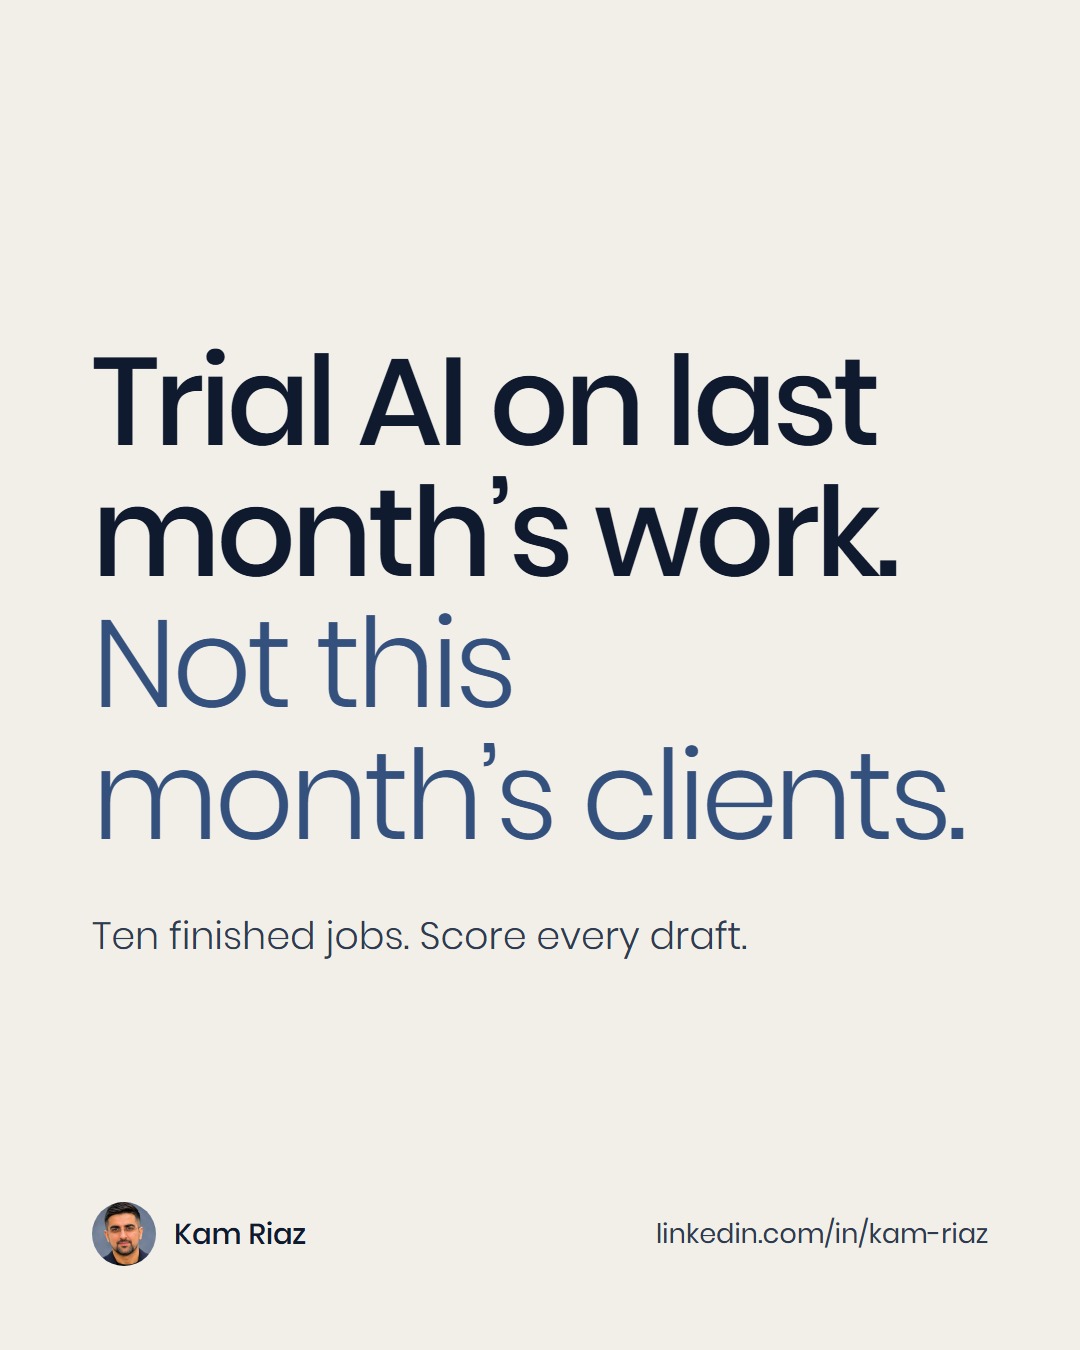 Trial AI on last
month’s work.
Not this
month’s clients.
Ten finished jobs. Score every draft.
Kam Riaz
linkedin.com/in/kam-riaz